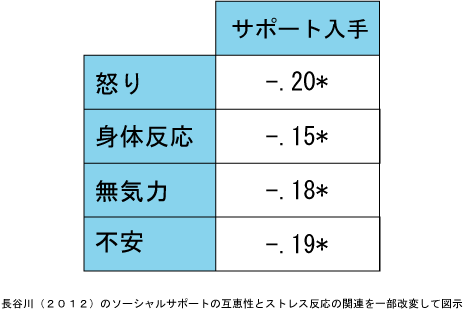 サポート入手
怒り -.20*
身体反応 -.15*
無気力 -.18*
不安 -.19*
長谷川（２０１２）のソーシャルサポートの互恵性とストレス反応の関連を一部改変して図示